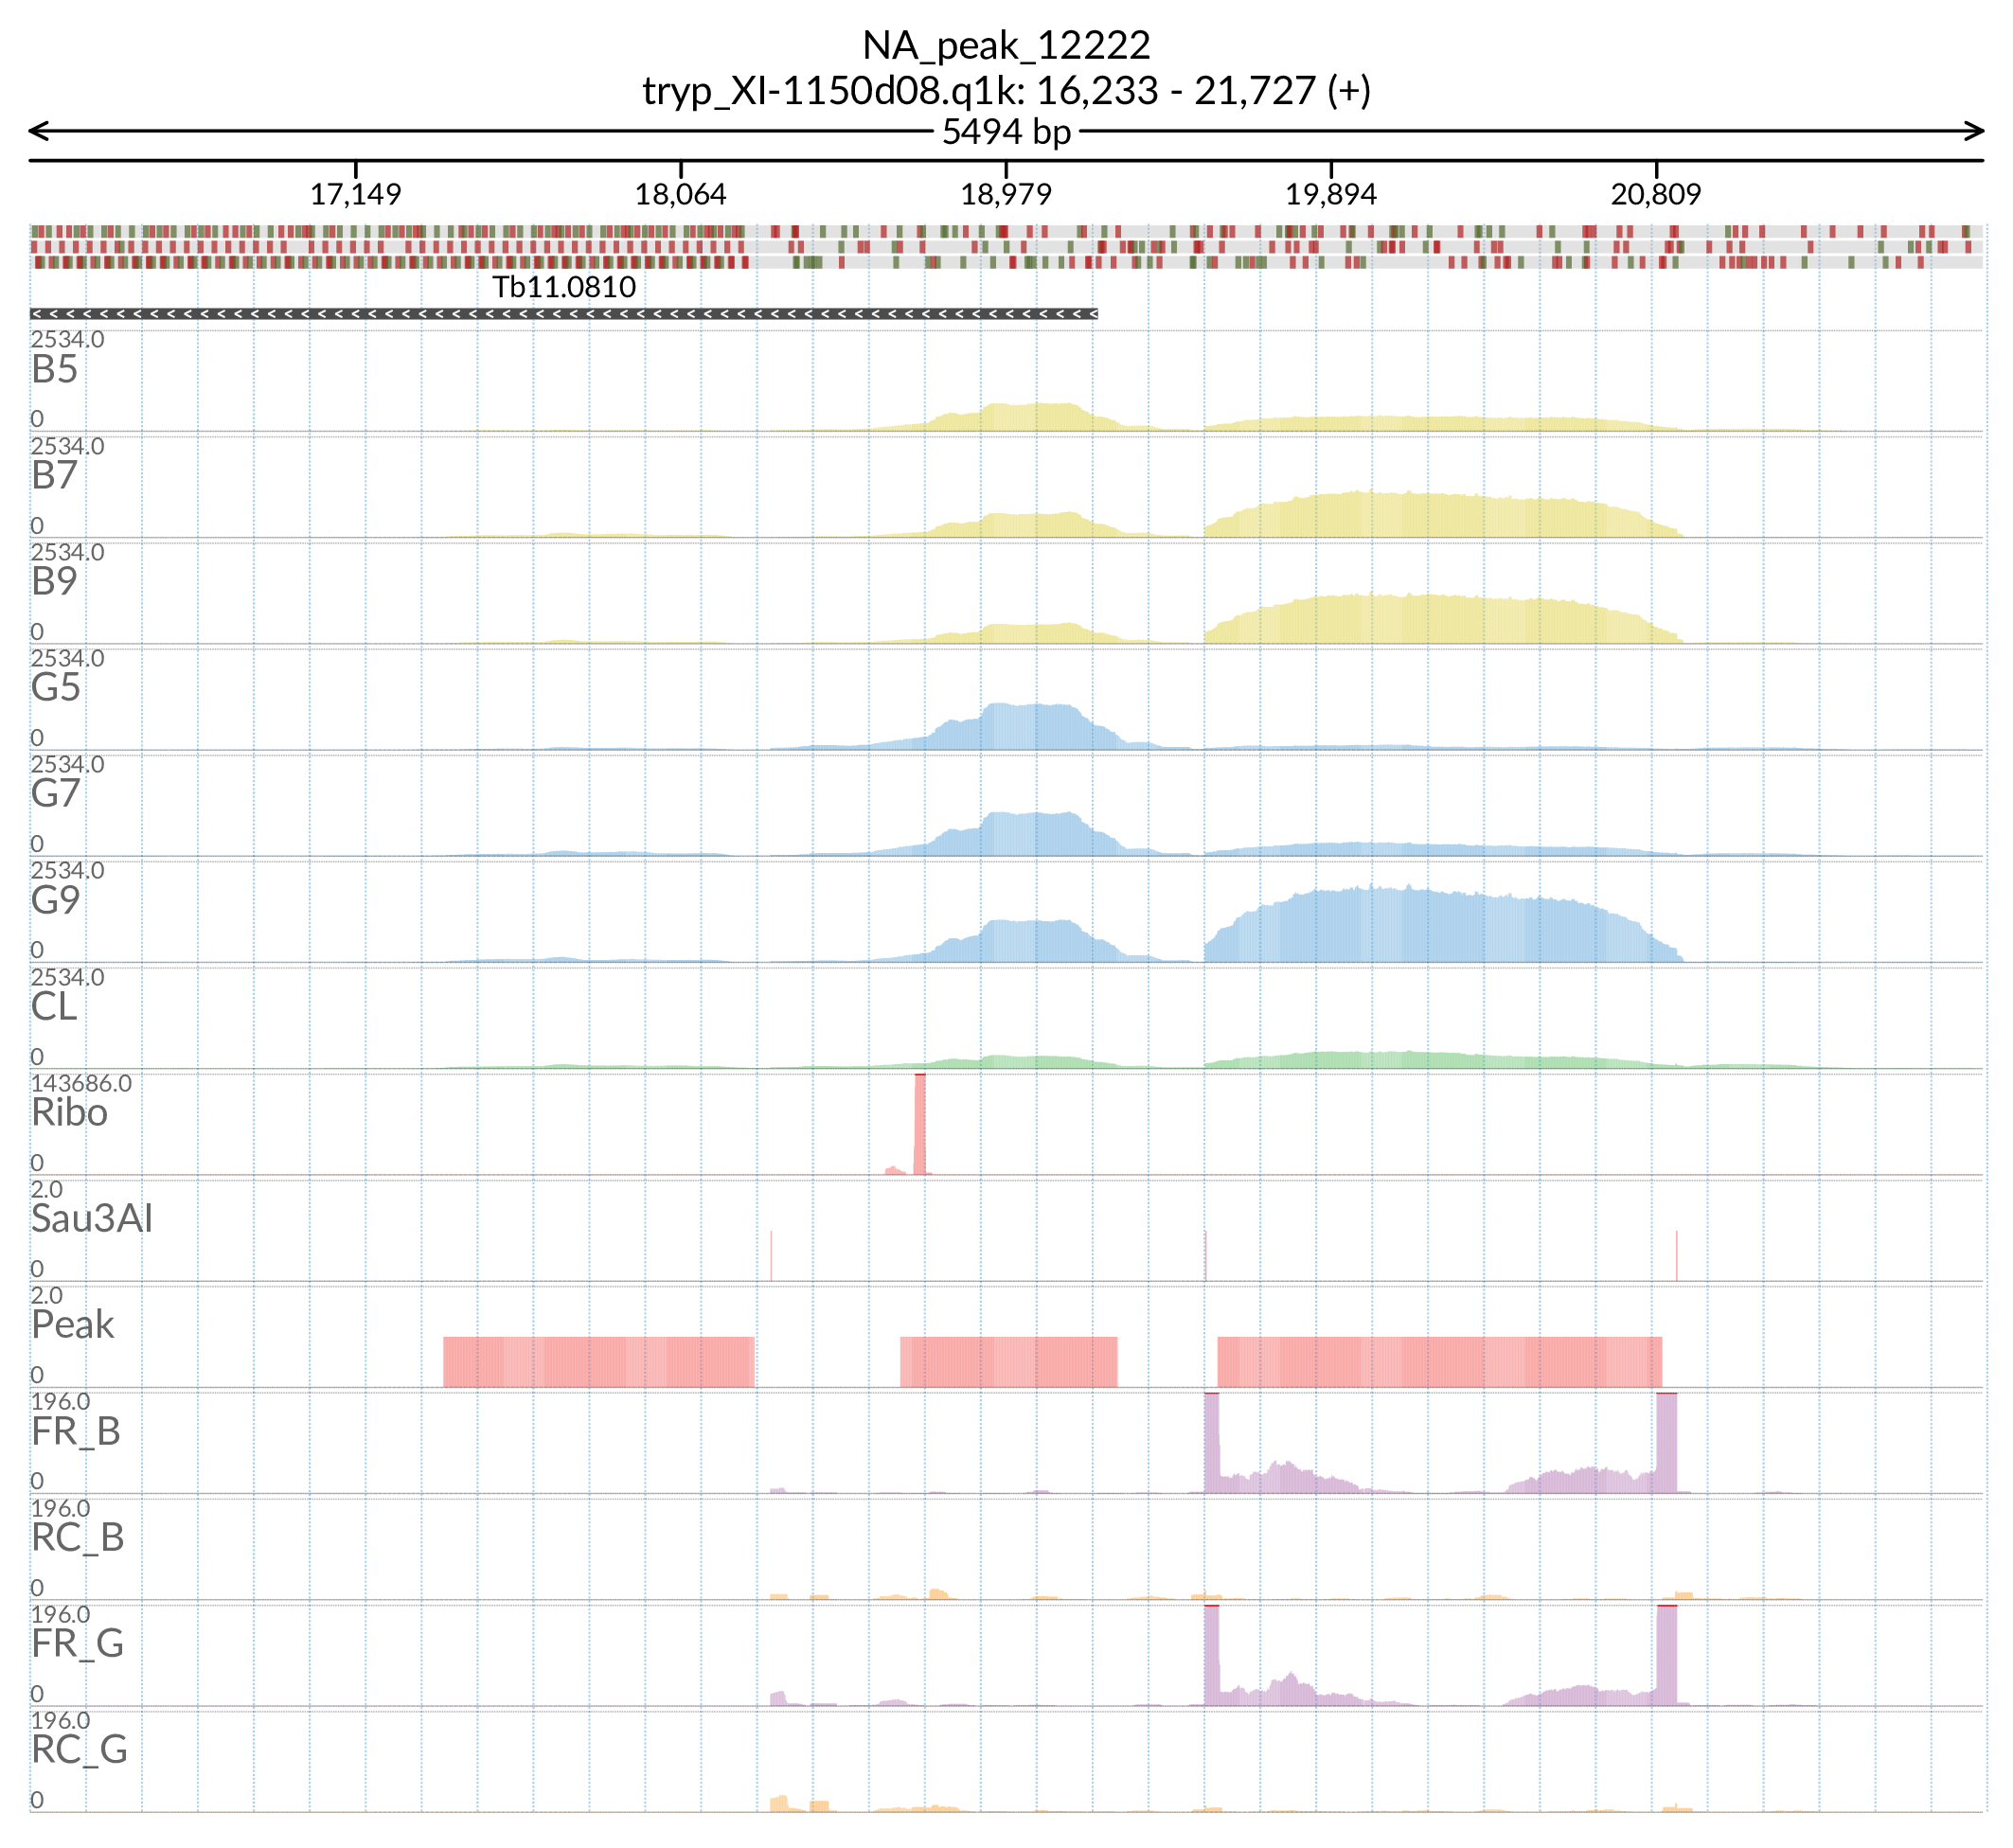 NA_peak_12222
tryp_XI-1150d08.q1k: 16,233 - 21,727 (+)
5494 bp
17,149 18,064 18,979 19,894 20,809
Tb11.0810
2534.0
B5
0
2534.0
B7
0
2534.0
B9
0
2534.0
G5
0
2534.0
G7
0
2534.0
G9
0
2534.0
CL
0
143686.0
Ribo
0
2.0
Sau3AI
0
2.0
Peak
0
196.0
FR_B
0
196.0
RC_B
0
196.0
FR_G
0
196.0
RC_G
0